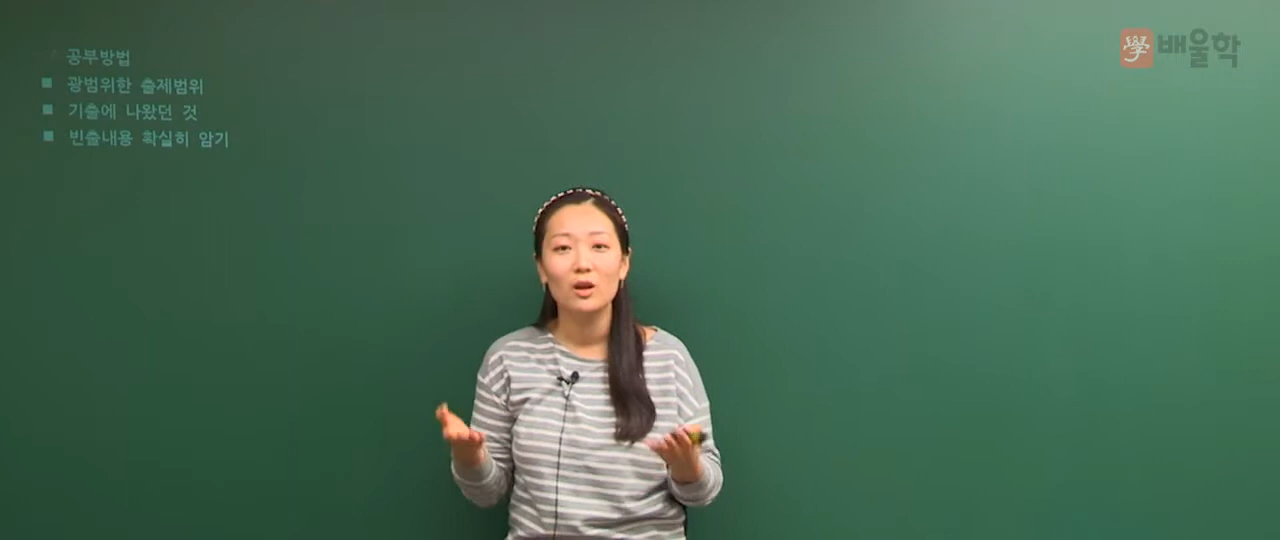 공부방법
■ 광범위한 출제범위
■ 기출에 나왔던 것
■ 빈출내용 확실히 암기
學 배울학